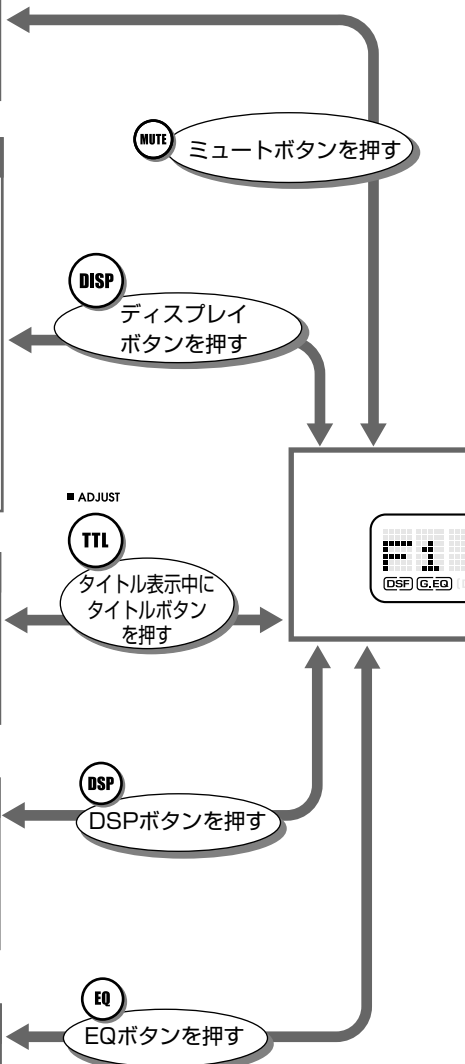 MUTE
ミュートボタンを押す
DISP
ディスプレイ
ボタンを押す
■ ADJUST
TTL
タイトル表示中に
タイトルボタン
を押す
F1
DSF G.EQ
DSP
DSPボタンを押す
EQ
EQボタンを押す